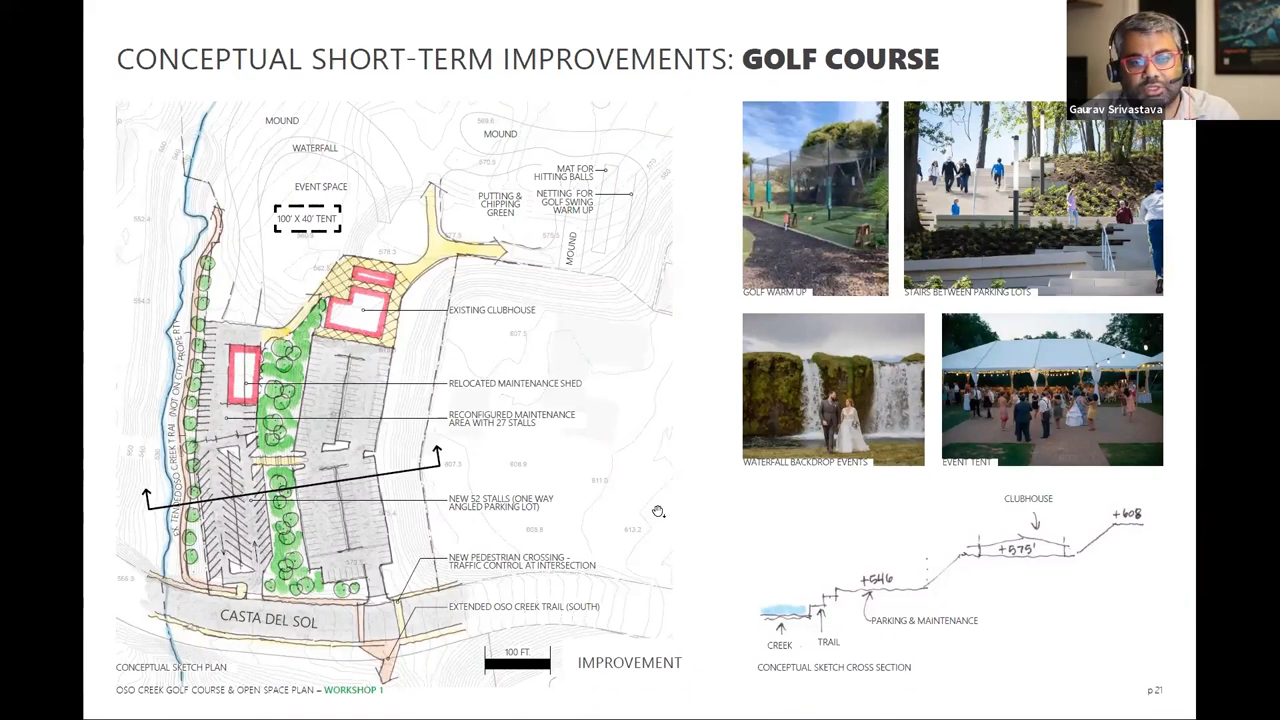 CONCEPTUAL SHORT-TERM IMPROVEMENTS: GOLF COURSE
Gaurav Srivastava
MOUND
WATERFALL
EVENT SPACE
100' X 40' TENT
MOUND
MAT FOR
HITTING BALLS
NETTING FOR
GOLF SWING
WARM UP
PUTTING &
CHIPPING
GREEN
MOUND
EXISTING CLUBHOUSE
RELOCATED MAINTENANCE SHED
RECONFIGURED MAINTENANCE
AREA WITH 27 STALLS
NEW 52 STALLS (ONE WAY
ANGLED PARKING LOT)
NEW PEDESTRIAN CROSSING -
TRAFFIC CONTROL AT INTERSECTION
EXTENDED OSO CREEK TRAIL (SOUTH)
CASTA DEL SOL
100 FT.
IMPROVEMENT
CONCEPTUAL SKETCH PLAN
GOLF WARM UP
STAIRS BETWEEN PARKING LOTS
WATERFALL BACKDROP EVENTS
EVENT TENT
CLUBHOUSE
+608
+575'
+546
PARKING & MAINTENANCE
CREEK
TRAIL
CONCEPTUAL SKETCH CROSS SECTION
OSO CREEK GOLF COURSE & OPEN SPACE PLAN – WORKSHOP 1
p 21